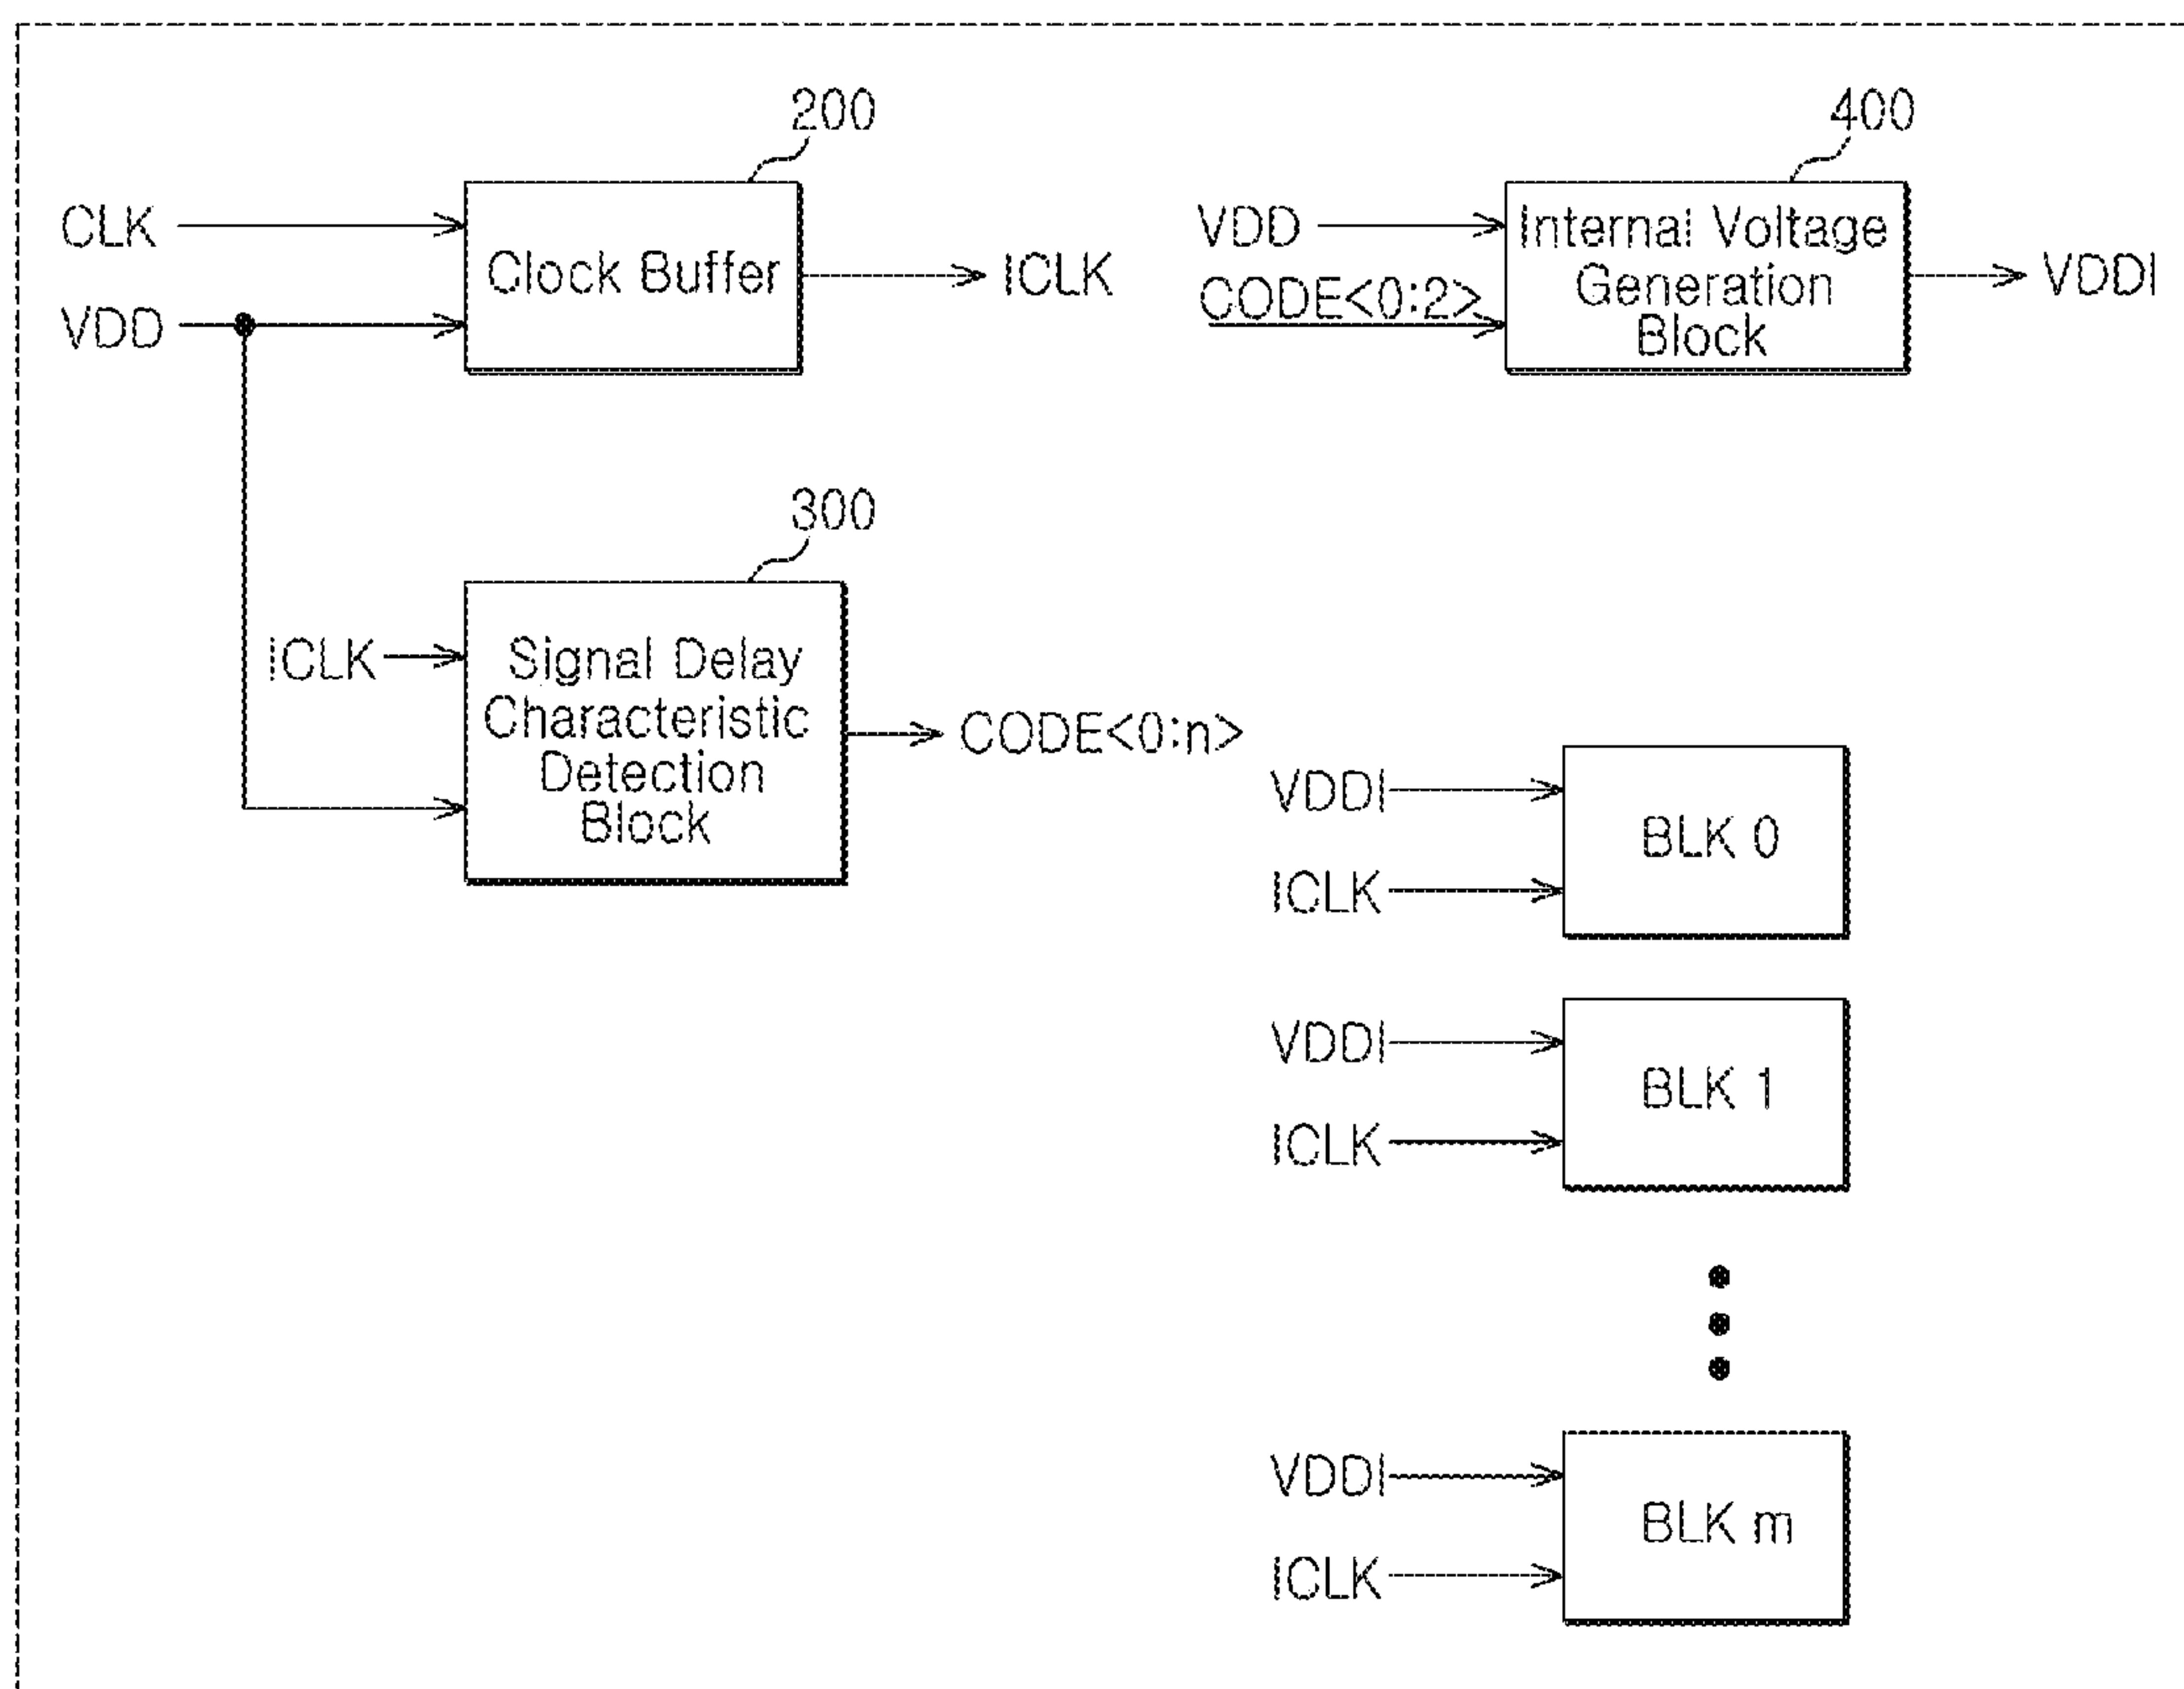 200
400
CLK
VDD
Clock Buffer
ICLK
VDD
CODE<0:2>
Internal Voltage
Generation
Block
VDDI
300
ICLK
Signal Delay
Characteristic
Detection
Block
CODE<0:n>
VDDI
ICLK
BLK 0
VDDI
ICLK
BLK 1
VDDI
ICLK
BLK m